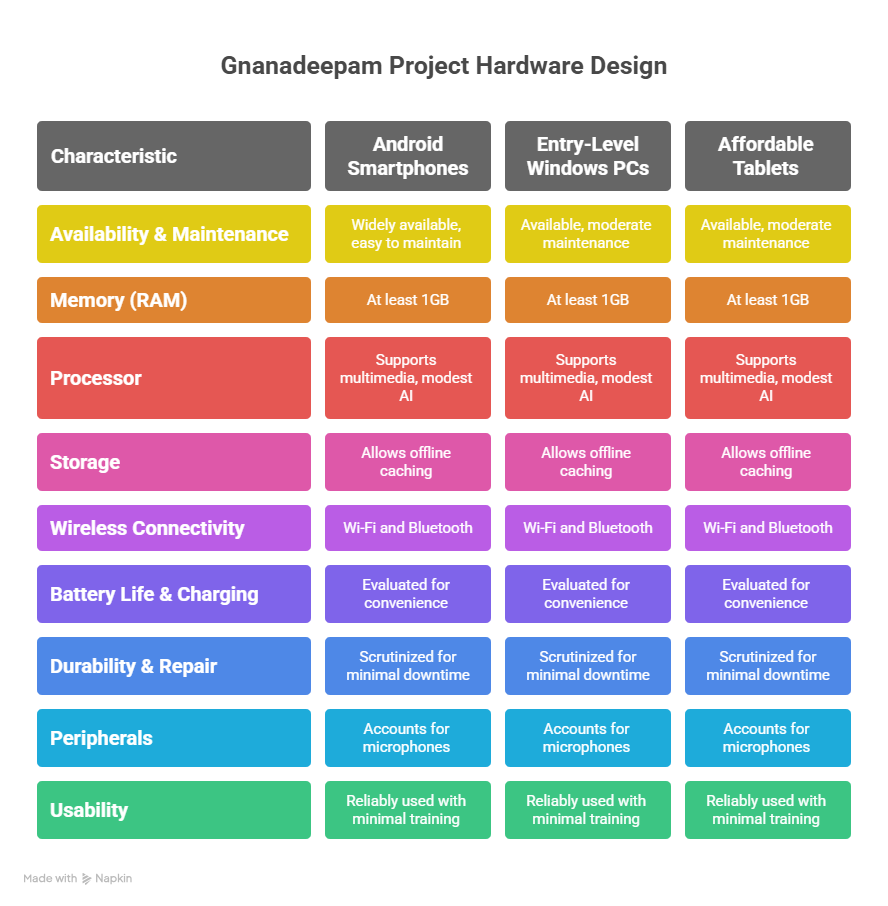 Gnanadeepam Project Hardware Design
Characteristic
Android
Smartphones
Entry-Level
Windows PCs
Affordable
Tablets
Availability & Maintenance
Widely available,
easy to maintain
Available, moderate
maintenance
Available, moderate
maintenance
Memory (RAM)
At least 1GB
At least 1GB
At least 1GB
Processor
Supports
multimedia, modest
AI
Supports
multimedia, modest
AI
Supports
multimedia, modest
AI
Storage
Allows offline
caching
Allows offline
caching
Allows offline
caching
Wireless Connectivity
Wi-Fi and Bluetooth
Wi-Fi and Bluetooth
Wi-Fi and Bluetooth
Battery Life & Charging
Evaluated for
convenience
Evaluated for
convenience
Evaluated for
convenience
Durability & Repair
Scrutinized for
minimal downtime
Scrutinized for
minimal downtime
Scrutinized for
minimal downtime
Peripherals
Accounts for
microphones
Accounts for
microphones
Accounts for
microphones
Usability
Reliably used with
minimal training
Reliably used with
minimal training
Reliably used with
minimal training
Made with Napkin